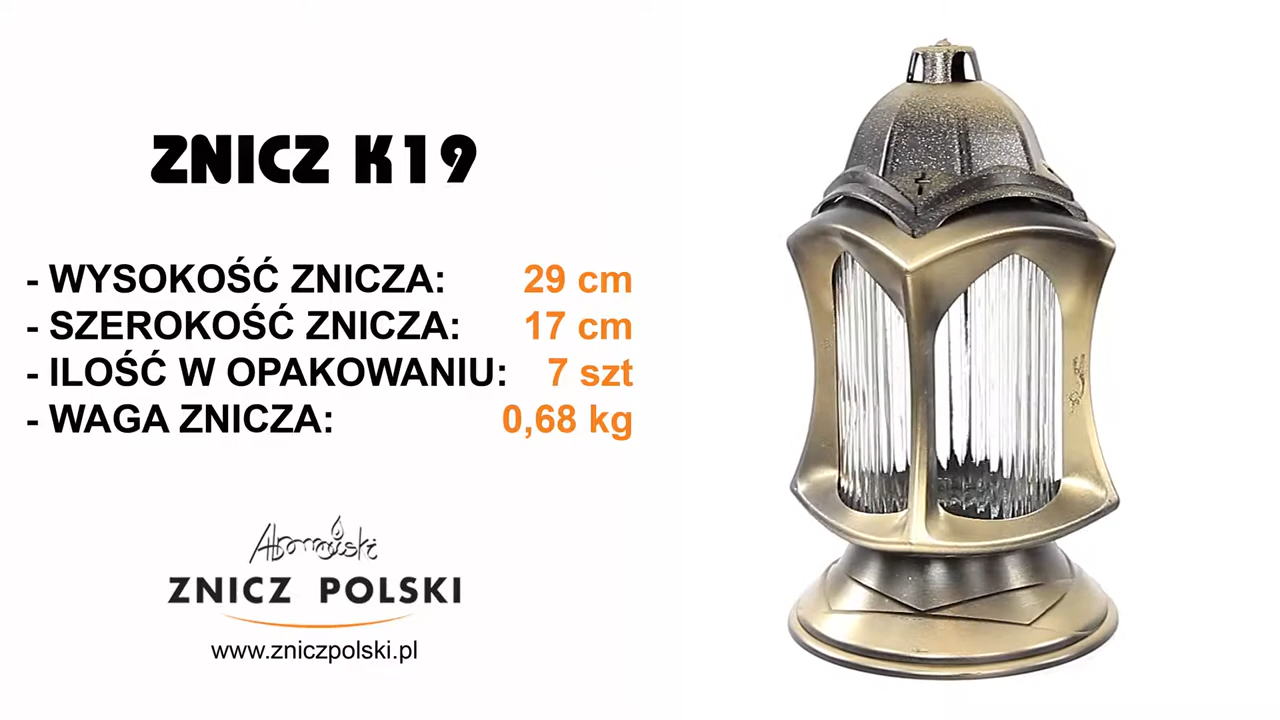 ZNICZ K19
- WYSOKOŚĆ ZNICZA: 29 cm
- SZEROKOŚĆ ZNICZA: 17 cm
- ILOŚĆ W OPAKOWANIU: 7 szt
- WAGA ZNICZA: 0,68 kg
ZNICZ POLSKI
www.zniczpolski.pl